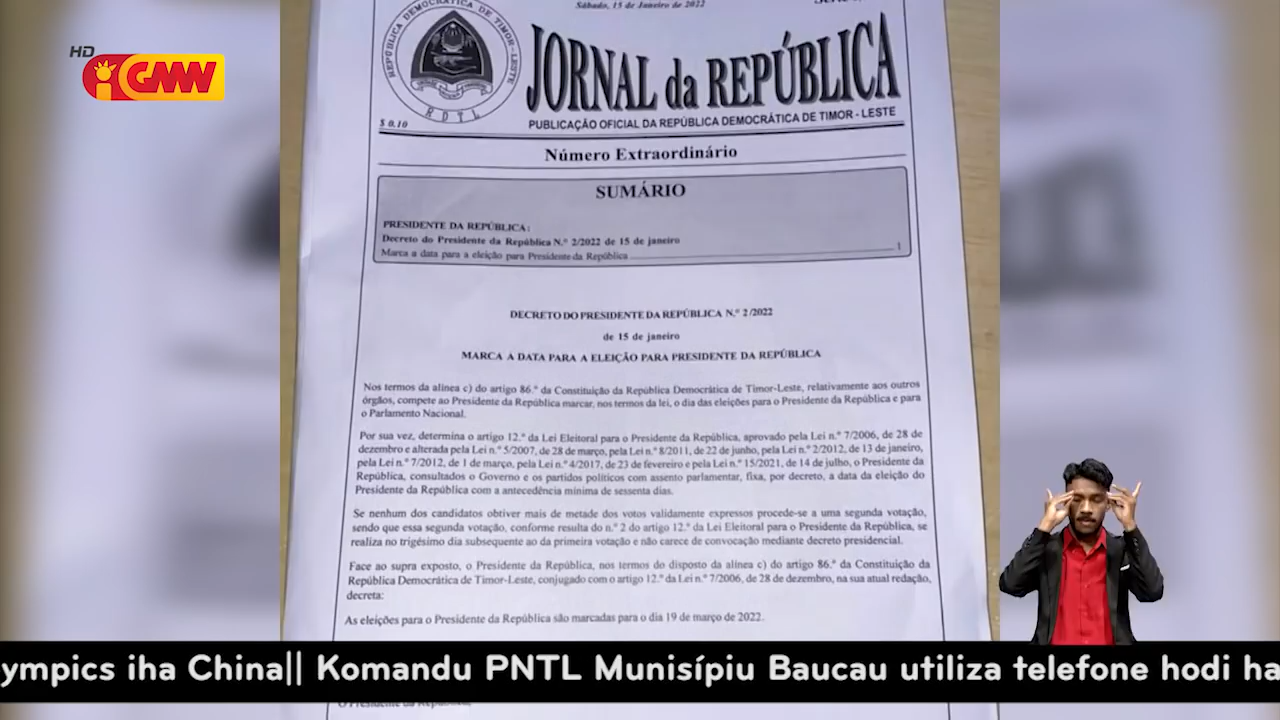 HD
GMW
REPÚBLICA DEMOCRÁTICA DE TIMOR-LESTE
R D T L
$ 0.10
Sábado, 15 de Janeiro de 2022
JORNAL da REPÚBLICA
PUBLICAÇÃO OFICIAL DA REPÚBLICA DEMOCRÁTICA DE TIMOR - LESTE
Número Extraordinário
SUMÁRIO
PRESIDENTE DA REPÚBLICA:
Decreto do Presidente da República N.º 2/2022 de 15 de janeiro
Marca a data para a eleição para Presidente da República 1
DECRETO DO PRESIDENTE DA REPÚBLICA N.º 2/2022
de 15 de janeiro
MARCA A DATA PARA A ELEIÇÃO PARA PRESIDENTE DA REPÚBLICA
Nos termos da alínea c) do artigo 86.º da Constituição da República Democrática de Timor-Leste, relativamente aos outros
órgãos, compete ao Presidente da República marcar, nos termos da lei, o dia das eleições para o Presidente da República e para
o Parlamento Nacional.
Por sua vez, determina o artigo 12.º da Lei Eleitoral para o Presidente da República, aprovado pela Lei n.º 7/2006, de 28 de
dezembro e alterada pela Lei n.º 5/2007, de 28 de março, pela Lei n.º 8/2011, de 22 de junho, pela Lei n.º 2/2012, de 13 de janeiro,
pela Lei n.º 7/2012, de 1 de março, pela Lei n.º 4/2017, de 23 de fevereiro e pela Lei n.º 15/2021, de 14 de julho, o Presidente da
República, consultados o Governo e os partidos políticos com assento parlamentar, fixa, por decreto, a data da eleição do
Presidente da República com a antecedência mínima de sessenta dias.
Se nenhum dos candidatos obtiver mais de metade dos votos validamente expressos procede-se a uma segunda votação,
sendo que essa segunda votação, conforme resulta do n.º 2 do artigo 12.º da Lei Eleitoral para o Presidente da República, se
realiza no trigésimo dia subsequente ao da primeira votação e não carece de convocação mediante decreto presidencial.
Face ao supra exposto, o Presidente da República, nos termos do disposto da alínea c) do artigo 86.º da Constituição da
República Democrática de Timor-Leste, conjugado com o artigo 12.º da Lei n.º 7/2006, de 28 de dezembro, na sua atual redação,
decreta:
As eleições para o Presidente da República são marcadas para o dia 19 de março de 2022.
ympics iha China|| Komandu PNTL Munisípiu Baucau utiliza telefone hodi ha